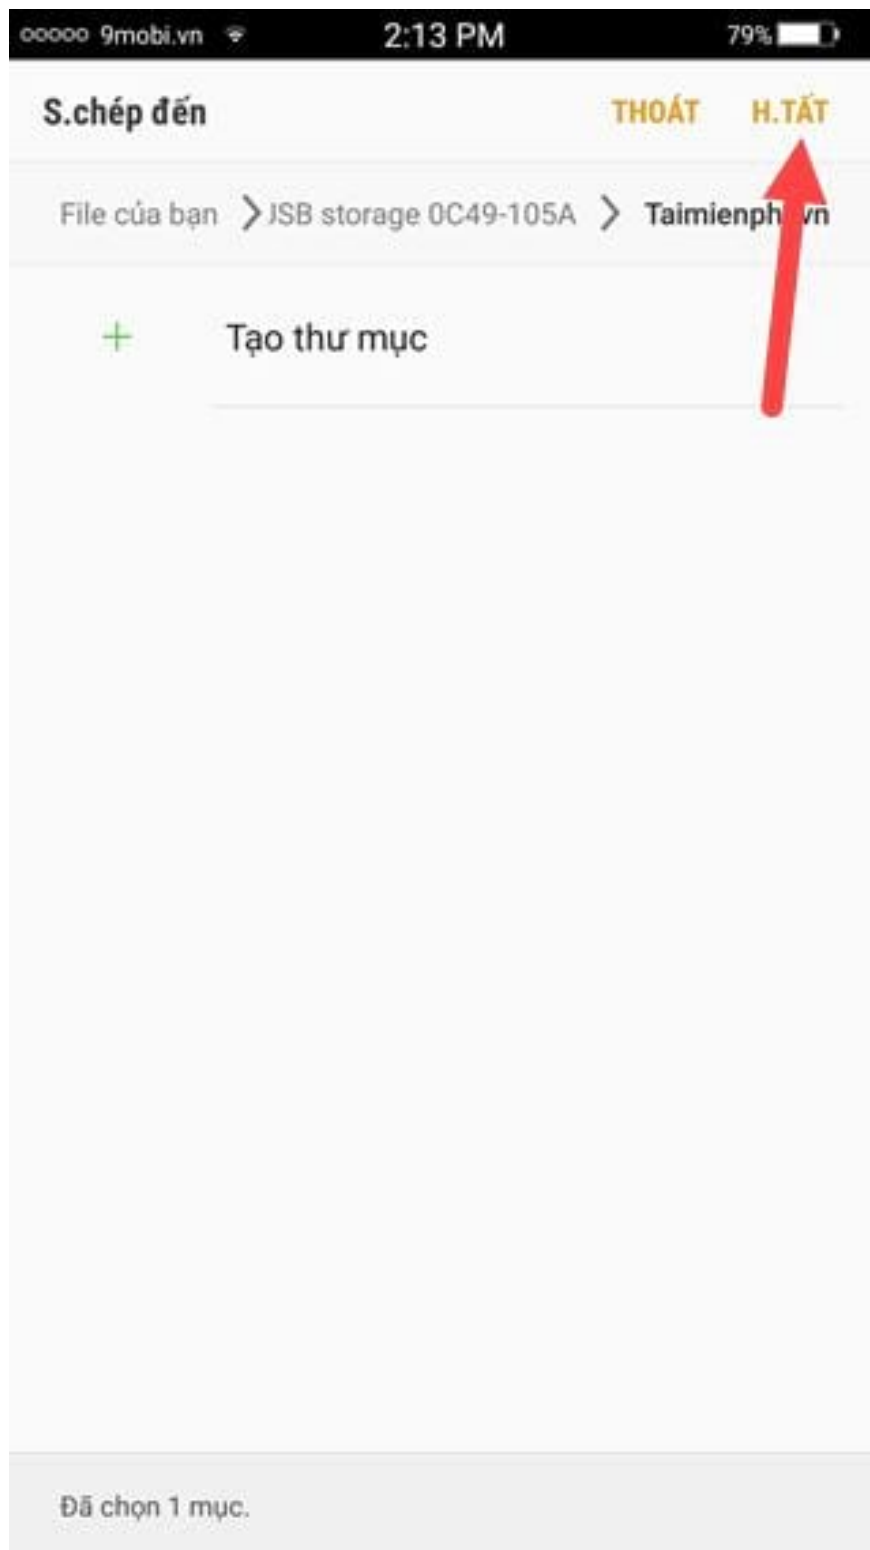 ooooo 9mobi.vn 2:13 PM 79%
S.chép đến THOÁT H.TẤT
File của bạn JSB storage 0C49-105A Taimienph vn
+ Tạo thư mục
Đã chọn 1 mục.